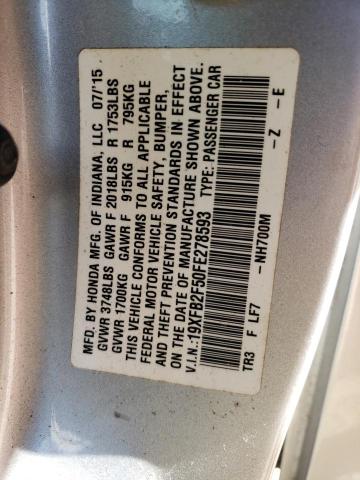 MFD. BY HONDA MFG. OF INDIANA, LLC 07/'15
GVWR 3748LBS GAWR F 2018LBS R 1753LBS
GVWR 1700KG GAWR F 915KG R 795KG
THIS VEHICLE CONFORMS TO ALL APPLICABLE
FEDERAL MOTOR VEHICLE SAFETY, BUMPER,
AND THEFT PREVENTION STANDARDS IN EFFECT
ON THE DATE OF MANUFACTURE SHOWN ABOVE.
V.I.N.:19XFB2F50FE278593 TYPE: PASSENGER CAR
TR3 F LF7 -NH700M -Z -E